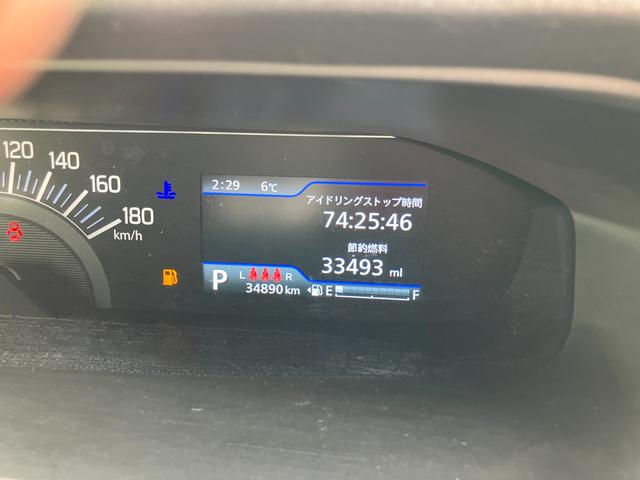 120
140
160
180
km/h
2:29 6℃
アイドリングストップ時間
74:25:46
節約燃料
33493 ml
P L R
34890 km E F